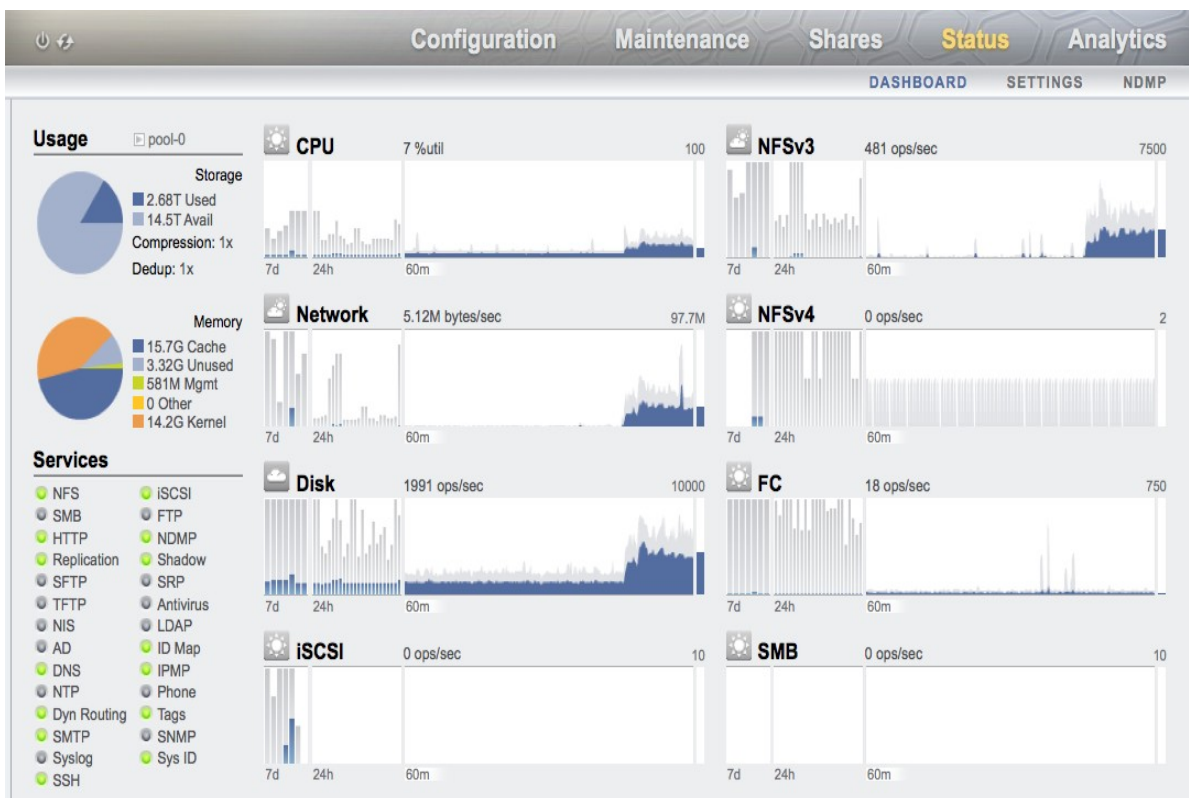 Configuration Maintenance Shares Status Analytics
DASHBOARD SETTINGS NDMP
Usage pool-0
Storage
2.68T Used
14.5T Avail
Compression: 1x
Dedup: 1x
Memory
15.7G Cache
3.32G Unused
581M Mgmt
0 Other
14.2G Kernel
Services
NFS iSCSI
SMB FTP
HTTP NDMP
Replication Shadow
SFTP SRP
TFTP Antivirus
NIS LDAP
AD ID Map
DNS IPMP
NTP Phone
Dyn Routing Tags
SMTP SNMP
Syslog Sys ID
SSH
CPU 7 %util 100
7d 24h 60m
NFSv3 481 ops/sec 7500
7d 24h 60m
Network 5.12M bytes/sec 97.7M
7d 24h 60m
NFSv4 0 ops/sec 2
7d 24h 60m
Disk 1991 ops/sec 10000
7d 24h 60m
FC 18 ops/sec 750
7d 24h 60m
iSCSI 0 ops/sec 10
7d 24h 60m
SMB 0 ops/sec 10
7d 24h 60m